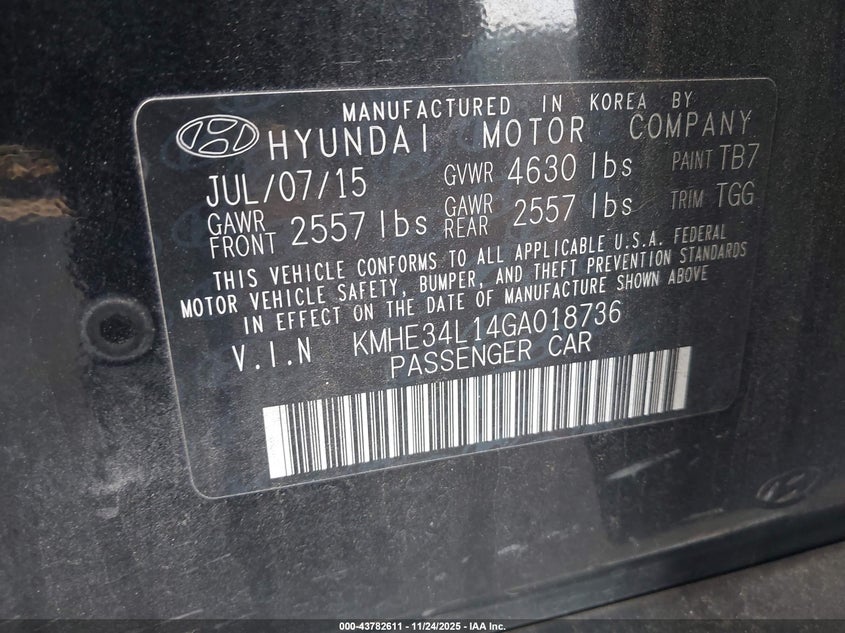 MANUFACTURED IN KOREA BY
HYUNDAI MOTOR COMPANY
JUL/07/15 GVWR 4630 lbs PAINT TB7
GAWR FRONT 2557 lbs GAWR REAR 2557 lbs TRIM TGG
THIS VEHICLE CONFORMS TO ALL APPLICABLE U.S.A. FEDERAL
MOTOR VEHICLE SAFETY, BUMPER, AND THEFT PREVENTION STANDARDS
IN EFFECT ON THE DATE OF MANUFACTURE SHOWN ABOVE
V.I.N KMHE34L14GA018736
PASSENGER CAR
000-43782611 - 11/24/2025 - IAA Inc.